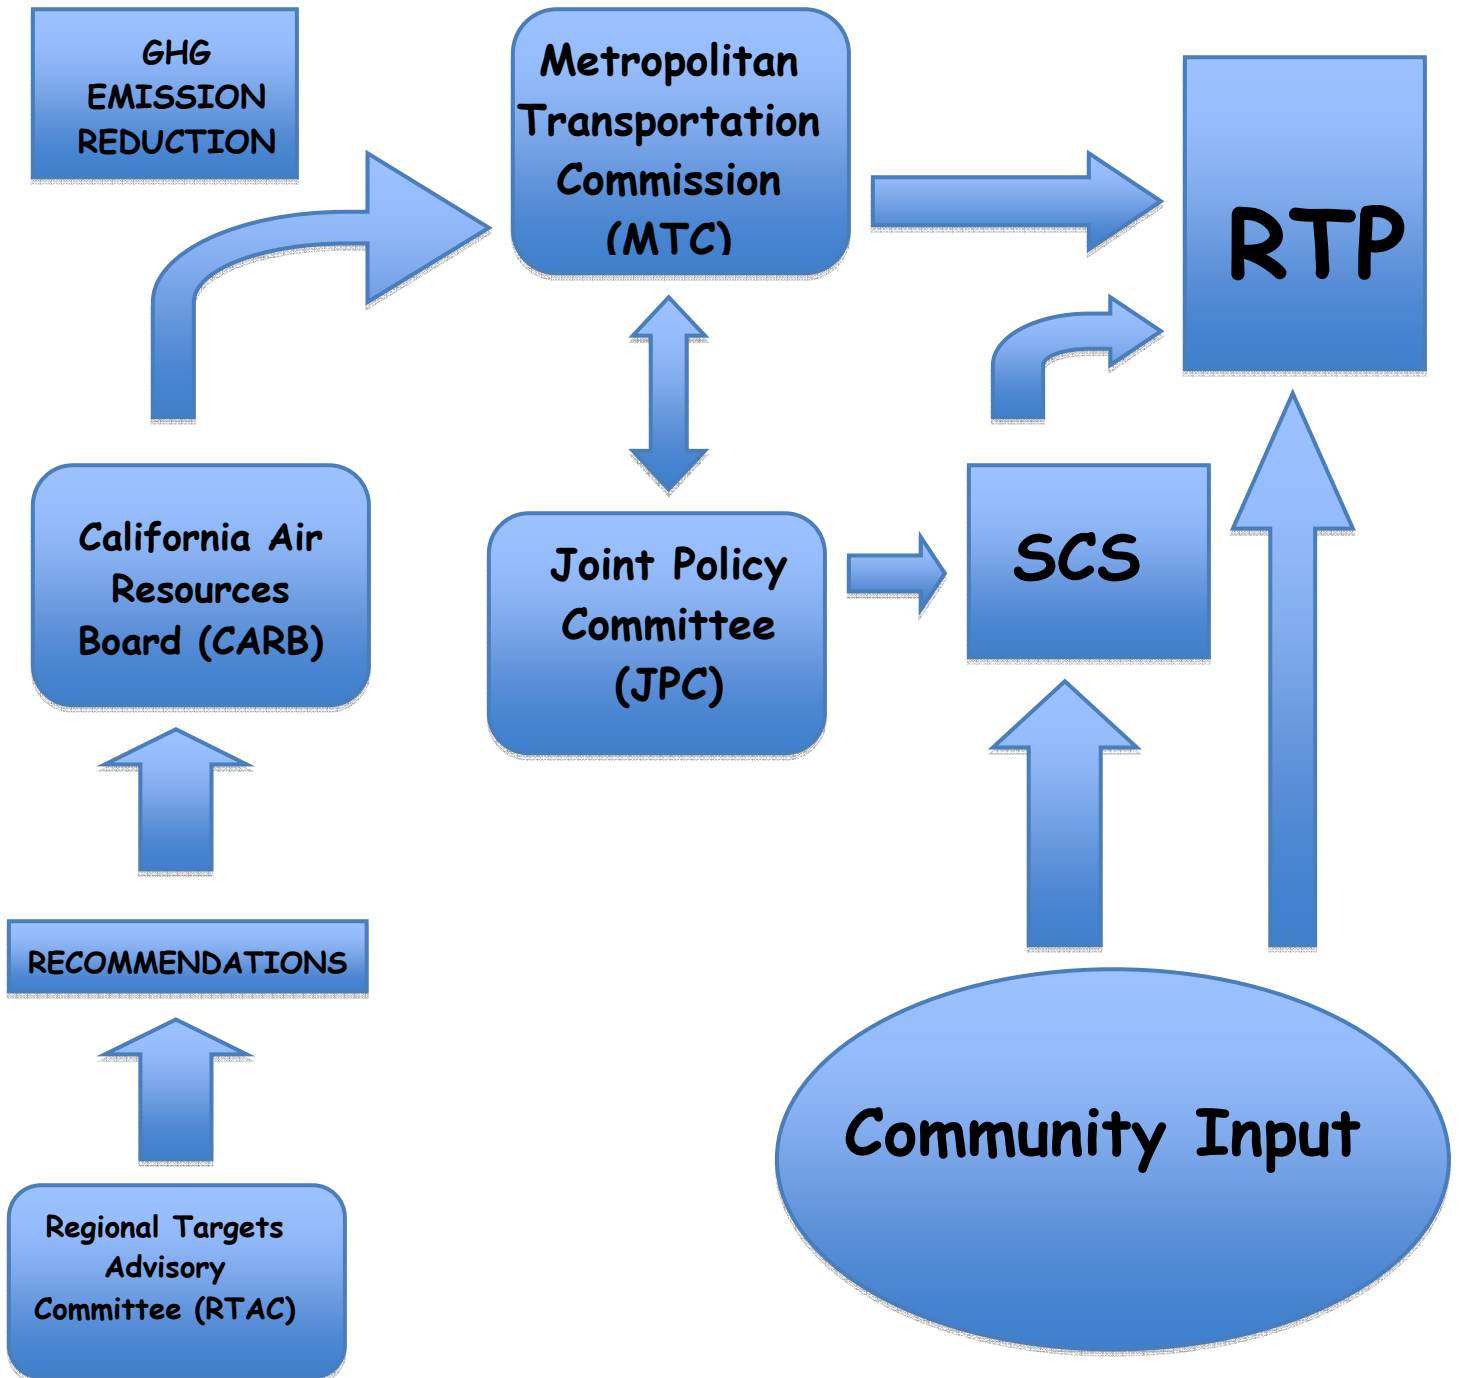 GHG
EMISSION
REDUCTION
Metropolitan
Transportation
Commission
(MTC)
RTP
California Air
Resources
Board (CARB)
Joint Policy
Committee
(JPC)
SCS
RECOMMENDATIONS
Regional Targets
Advisory
Committee (RTAC)
Community Input